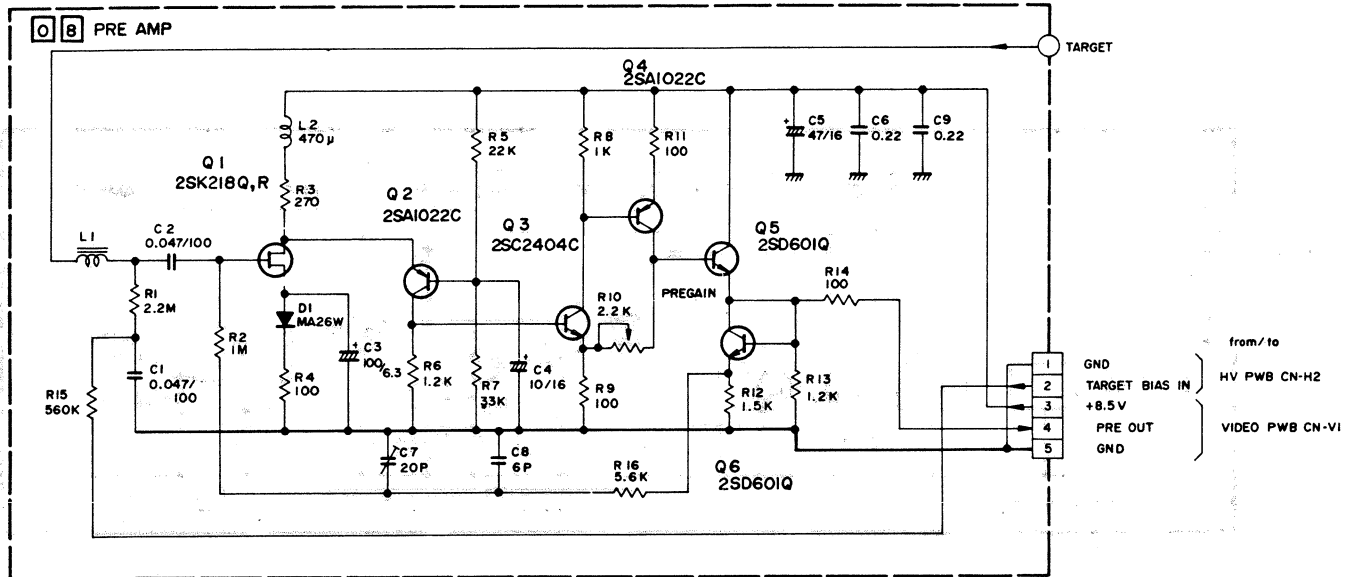 08 PRE AMP
TARGET
Q4
2SA1022C
L2
470μ
R5
22K
R8
1K
R11
100
C5
47/16
C6
0.22
C9
0.22
Q1
2SK218Q,R
R3
270
Q2
2SA1022C
Q3
2SC2404C
Q5
2SD601Q
L1
C2
0.047/100
R1
2.2M
D1
MA26W
R10
2.2K
PREGAIN
R14
100
R2
1M
C3
100/6.3
R6
1.2K
R7
33K
C4
10/16
R9
100
R12
1.5K
R13
1.2K
R15
560K
C1
0.047/
100
R4
100
C7
20P
C8
6P
R16
5.6K
Q6
2SD601Q
from/to
1 GND
2 TARGET BIAS IN
HV PWB CN-H2
3 +8.5V
4 PRE OUT
5 GND
VIDEO PWB CN-V1